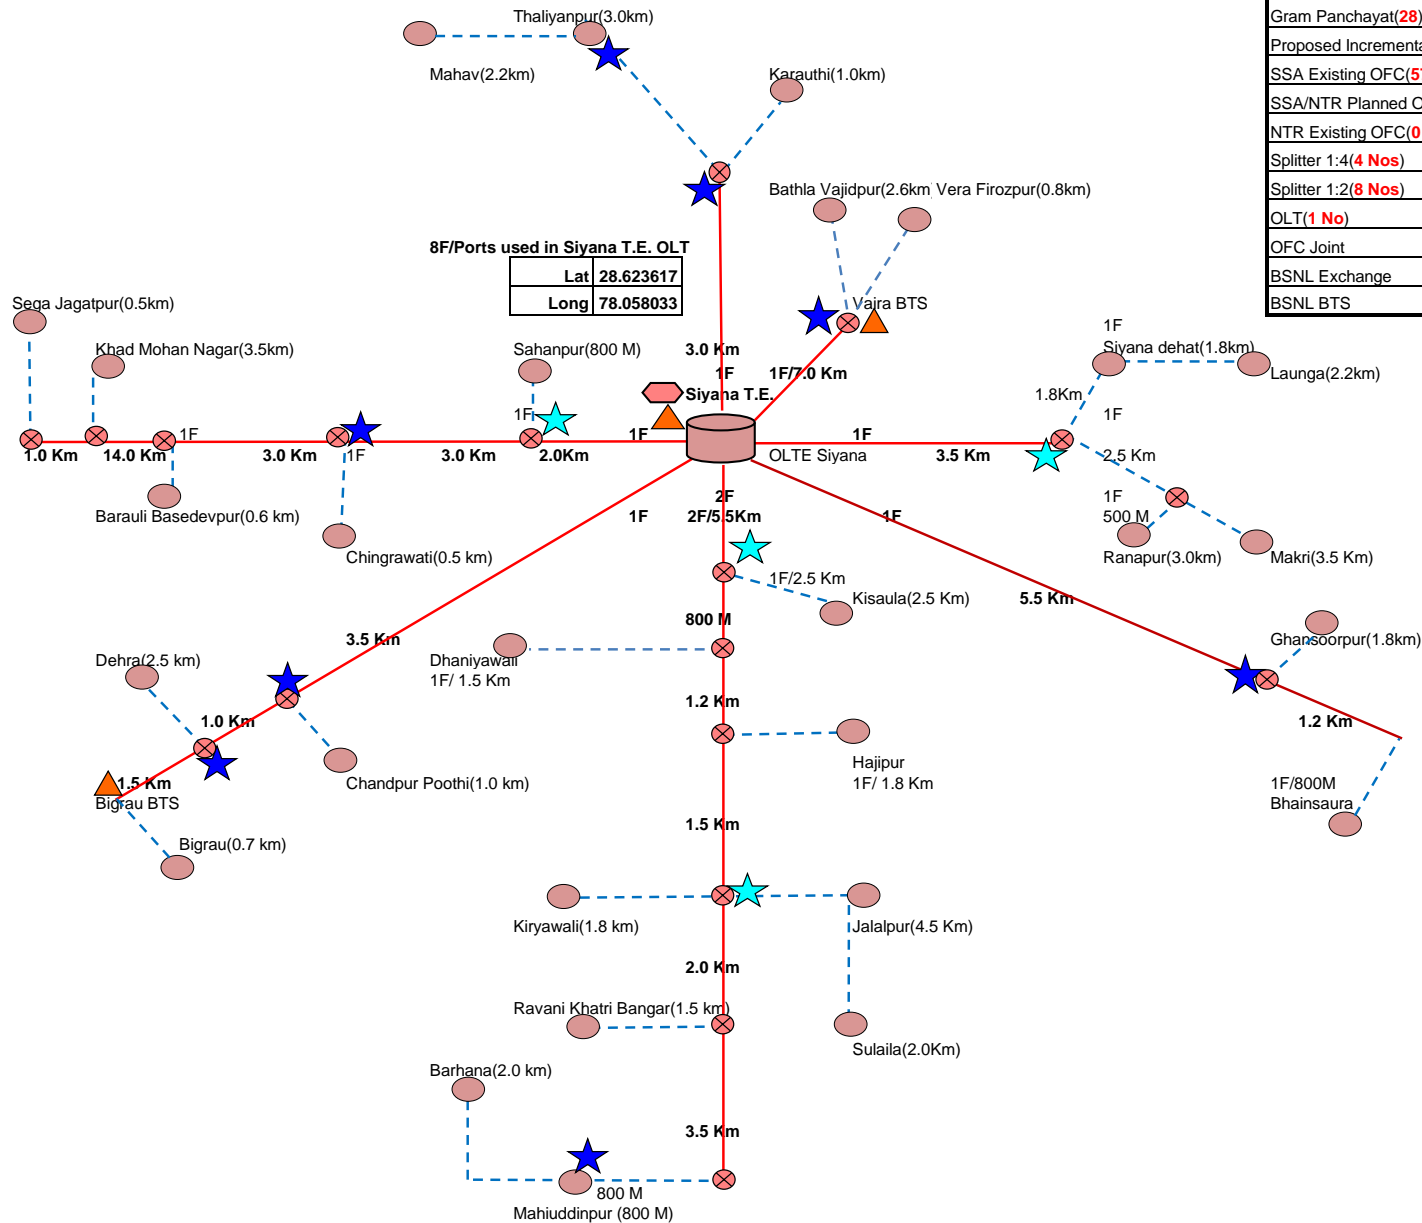 Thaliyanpur(3.0km)
Mahav(2.2km)
Karauthi(1.0km)
Gram Panchayat(28)
Proposed Incrementa
SSA Existing OFC(5
SSA/NTR Planned O
NTR Existing OFC(0
Splitter 1:4(4 Nos)
Splitter 1:2(8 Nos)
OLT(1 No)
OFC Joint
BSNL Exchange
BSNL BTS
Bathla Vajidpur(2.6km) Vera Firozpur(0.8km)
8F/Ports used in Siyana T.E. OLT
Lat 28.623617
Long 78.058033
Sega Jagatpur(0.5km)
Khad Mohan Nagar(3.5km)
Sahanpur(800 M)
3.0 Km
1F
1F/7.0 Km
Siyana T.E.
Vajra BTS
1F
Siyana dehat(1.8km)
Launga(2.2km)
1.8Km
1F
1F
1F
1F
1F
1F
1.0 Km
14.0 Km
3.0 Km
3.0 Km
2.0Km
OLTE Siyana
3.5 Km
2.5 Km
Barauli Basedevpur(0.6 km)
Chingrawati(0.5 km)
1F
500 M
Ranapur(3.0km)
Makri(3.5 Km)
1F
2F
2F/5.5Km
1F
1F/2.5 Km
Kisaula(2.5 Km)
5.5 Km
800 M
3.5 Km
Dehra(2.5 km)
Dhaniyawali
1F/ 1.5 Km
Ghansoorpur(1.8km)
1.0 Km
1.2 Km
1.2 Km
1.5 Km
Bigrau BTS
Chandpur Poothi(1.0 km)
Hajipur
1F/ 1.8 Km
1F/800M
Bhainsaura
Bigrau(0.7 km)
1.5 Km
Kiryawali(1.8 km)
Jalalpur(4.5 Km)
2.0 Km
Ravani Khatri Bangar(1.5 km)
Sulaila(2.0Km)
Barhana(2.0 km)
3.5 Km
800 M
Mahiuddinpur (800 M)